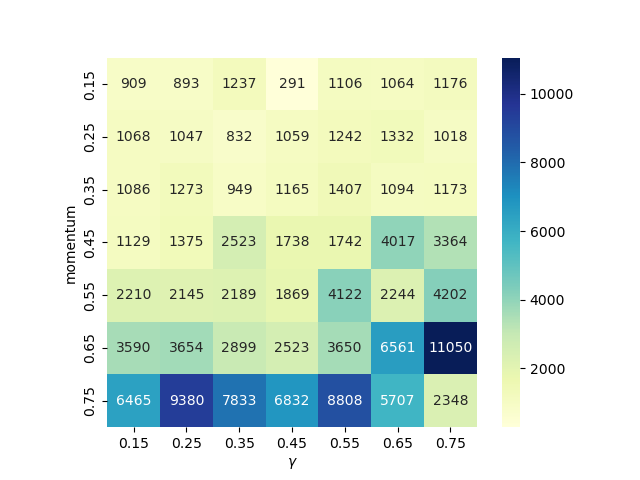 0.15 909 893 1237 291 1106 1064 1176
0.25 1068 1047 832 1059 1242 1332 1018
0.35 1086 1273 949 1165 1407 1094 1173
0.45 1129 1375 2523 1738 1742 4017 3364
0.55 2210 2145 2189 1869 4122 2244 4202
0.65 3590 3654 2899 2523 3650 6561 11050
0.75 6465 9380 7833 6832 8808 5707 2348
0.15 0.25 0.35 0.45 0.55 0.65 0.75
γ
momentum
10000
8000
6000
4000
2000